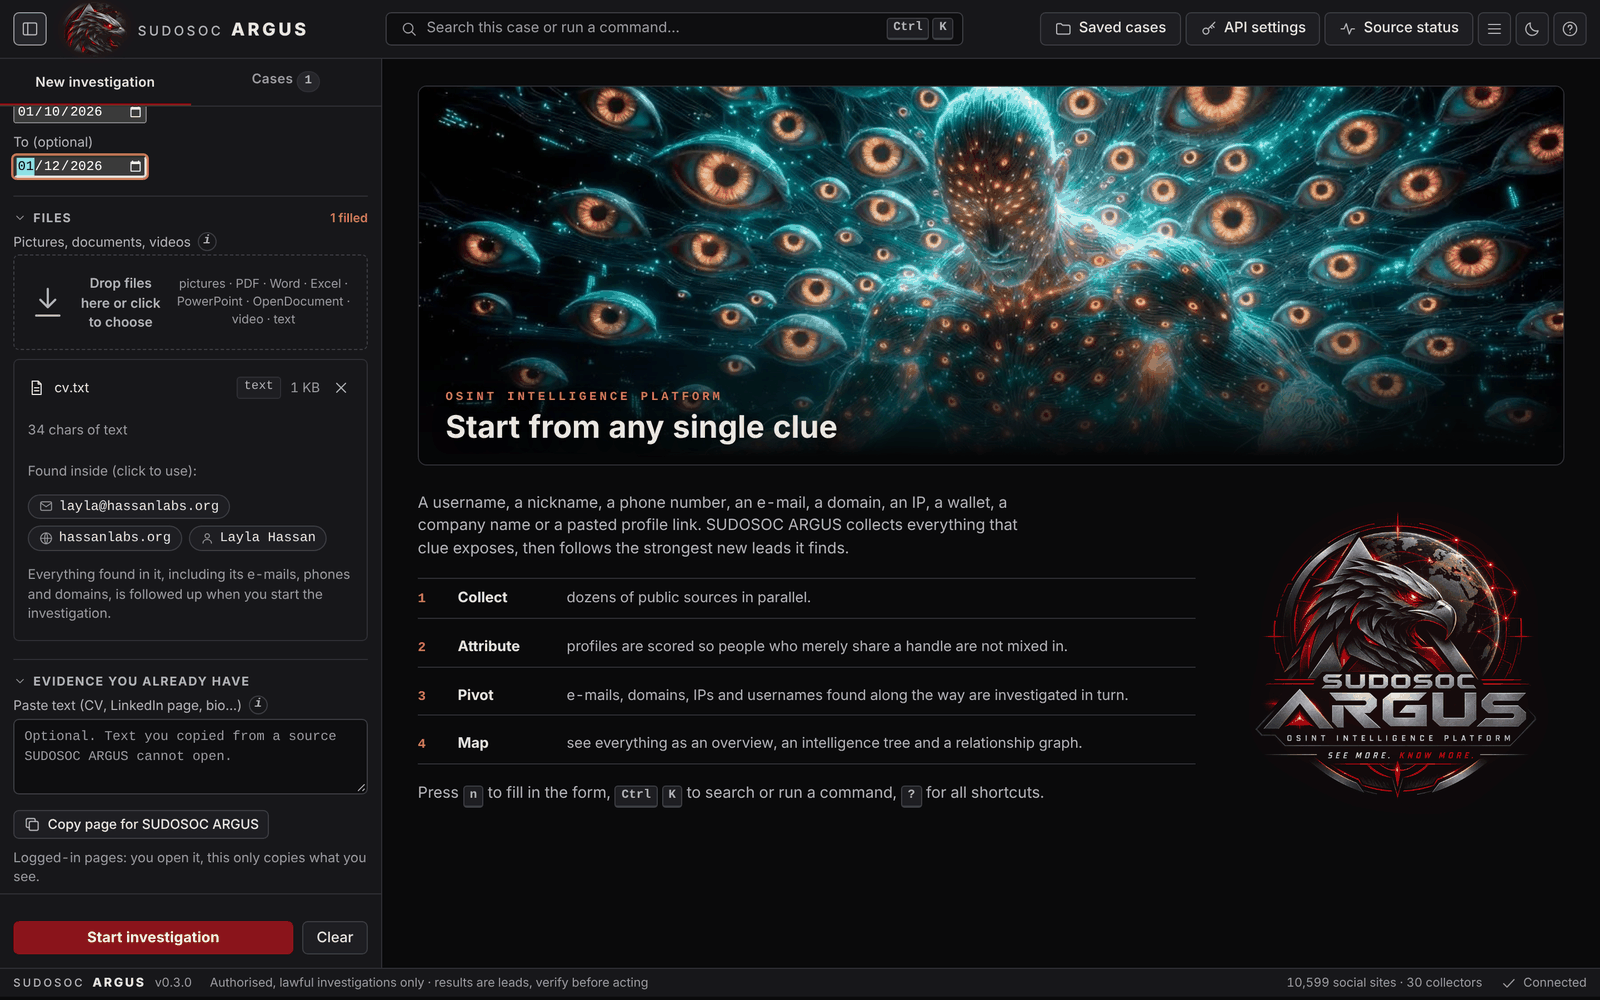 SUDOSOC ARGUS
Search this case or run a command...
Ctrl K
Saved cases
API settings
Source status
New investigation
Cases 1
01/10/2026
To (optional)
01/12/2026
FILES
1 filled
Pictures, documents, videos i
Drop files
here or click
to choose
pictures · PDF · Word · Excel ·
PowerPoint · OpenDocument ·
video · text
cv.txt
text
1 KB
34 chars of text
Found inside (click to use):
layla@hassanlabs.org
hassanlabs.org
Layla Hassan
Everything found in it, including its e-mails, phones
and domains, is followed up when you start the
investigation.
EVIDENCE YOU ALREADY HAVE
Paste text (CV, LinkedIn page, bio...) i
Optional. Text you copied from a source
SUDOSOC ARGUS cannot open.
Copy page for SUDOSOC ARGUS
Logged-in pages: you open it, this only copies what you
see.
Start investigation
Clear
OSINT INTELLIGENCE PLATFORM
Start from any single clue
A username, a nickname, a phone number, an e-mail, a domain, an IP, a wallet, a
company name or a pasted profile link. SUDOSOC ARGUS collects everything that
clue exposes, then follows the strongest new leads it finds.
1 Collect dozens of public sources in parallel.
2 Attribute profiles are scored so people who merely share a handle are not mixed in.
3 Pivot e-mails, domains, IPs and usernames found along the way are investigated in turn.
4 Map see everything as an overview, an intelligence tree and a relationship graph.
Press n to fill in the form, Ctrl K to search or run a command, ? for all shortcuts.
SUDOSOC
ARGUS
OSINT INTELLIGENCE PLATFORM
SEE MORE. KNOW MORE.
SUDOSOC ARGUS v0.3.0 Authorised, lawful investigations only · results are leads, verify before acting
10,599 social sites · 30 collectors
Connected